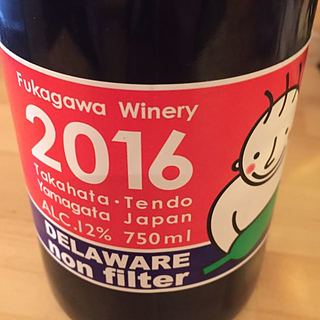 Fukagawa Winery
2016
Takahata・Tendo
Yamagata Japan
ALC.12% 750ml
DELAWARE
non filter